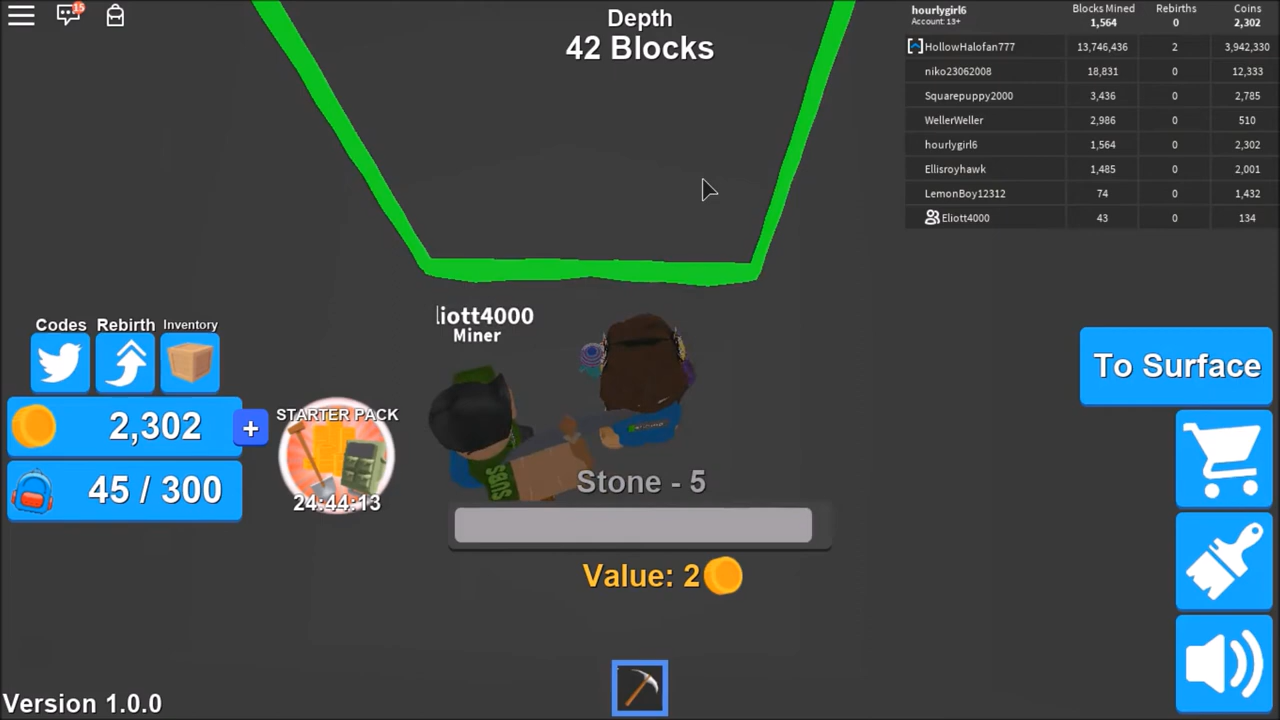 15
Depth
42 Blocks
hourlygirl6
Account: 13+
Blocks Mined
1,564
Rebirths
0
Coins
2,302
HollowHalofan777 13,746,436 2 3,942,330
niko23062008 18,831 0 12,333
Squarepuppy2000 3,436 0 2,785
WellerWeller 2,986 0 510
hourlygirl6 1,564 0 2,302
Ellisroyhawk 1,485 0 2,001
LemonBoy12312 74 0 1,432
Eliott4000 43 0 134
liott4000
Miner
Codes Rebirth Inventory
2,302 +
45 / 300
STARTER PACK
24:44:13
SUBS
Stone - 5
Value: 2
To Surface
Version 1.0.0